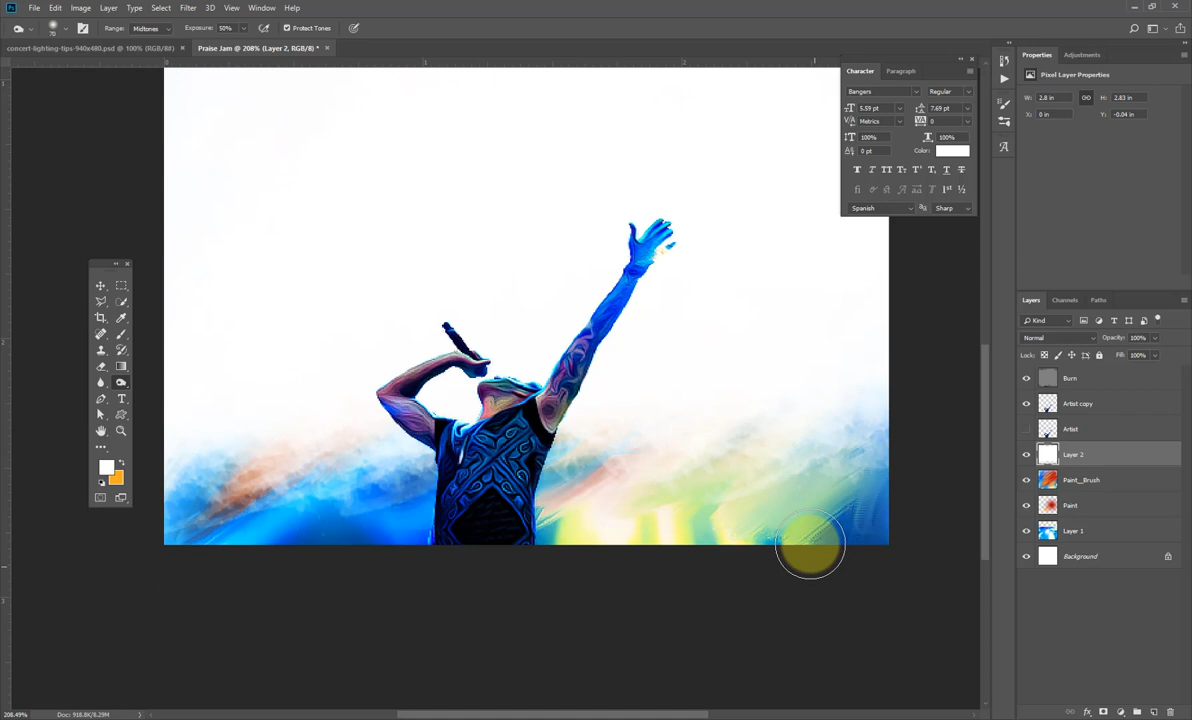 Ps File Edit Image Layer Type Select Filter 3D View Window Help
70 Range: Midtones Exposure: 50% Protect Tones
concert-lighting-tips-940x480.psd @ 100% (RGB/8#) × Praise Jam @ 208% (Layer 2, RGB/8) * ×
0 1 2
Character Paragraph
Bangers Regular
5.59 pt 7.69 pt
Metrics 0
100% 100%
0 pt Color:
Spanish Sharp
Properties Adjustments
Pixel Layer Properties
W: 2.8 in H: 2.83 in
X: 0 in Y: -0.04 in
Layers Channels Paths
Kind
Normal Opacity: 100%
Lock: Fill: 100%
Burn
Artist copy
Artist
Layer 2
Paint_Brush
Paint
Layer 1
Background
208.49% Doc: 918.8K/8.29M